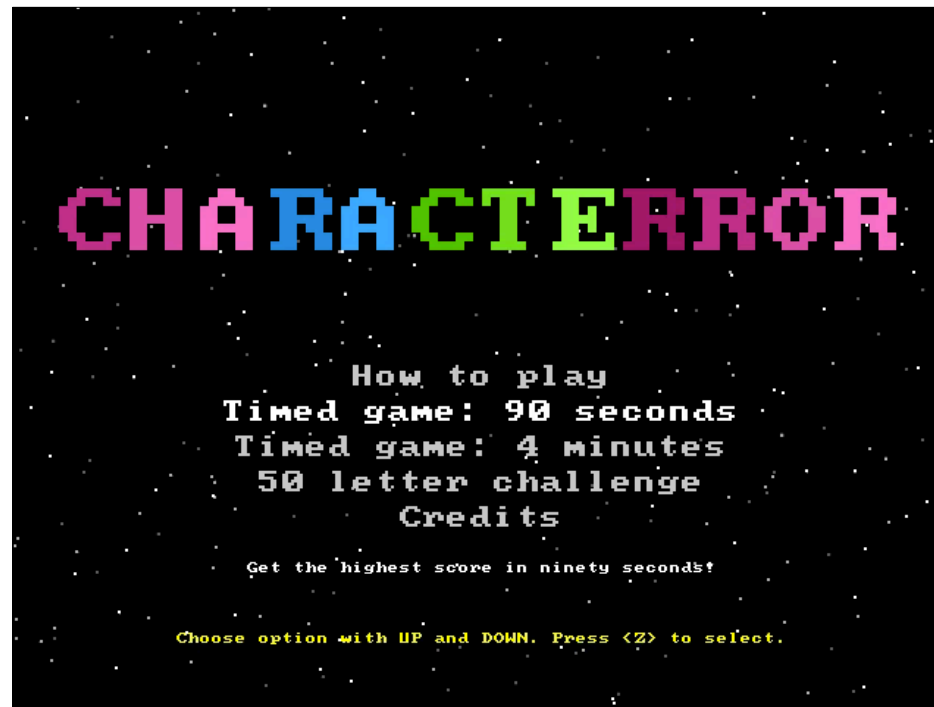 CHARACTERROR
How to play
Timed game: 90 seconds
Timed game: 4 minutes
50 letter challenge
Credits
Get the highest score in ninety seconds!
Choose option with UP and DOWN. Press <Z> to select.